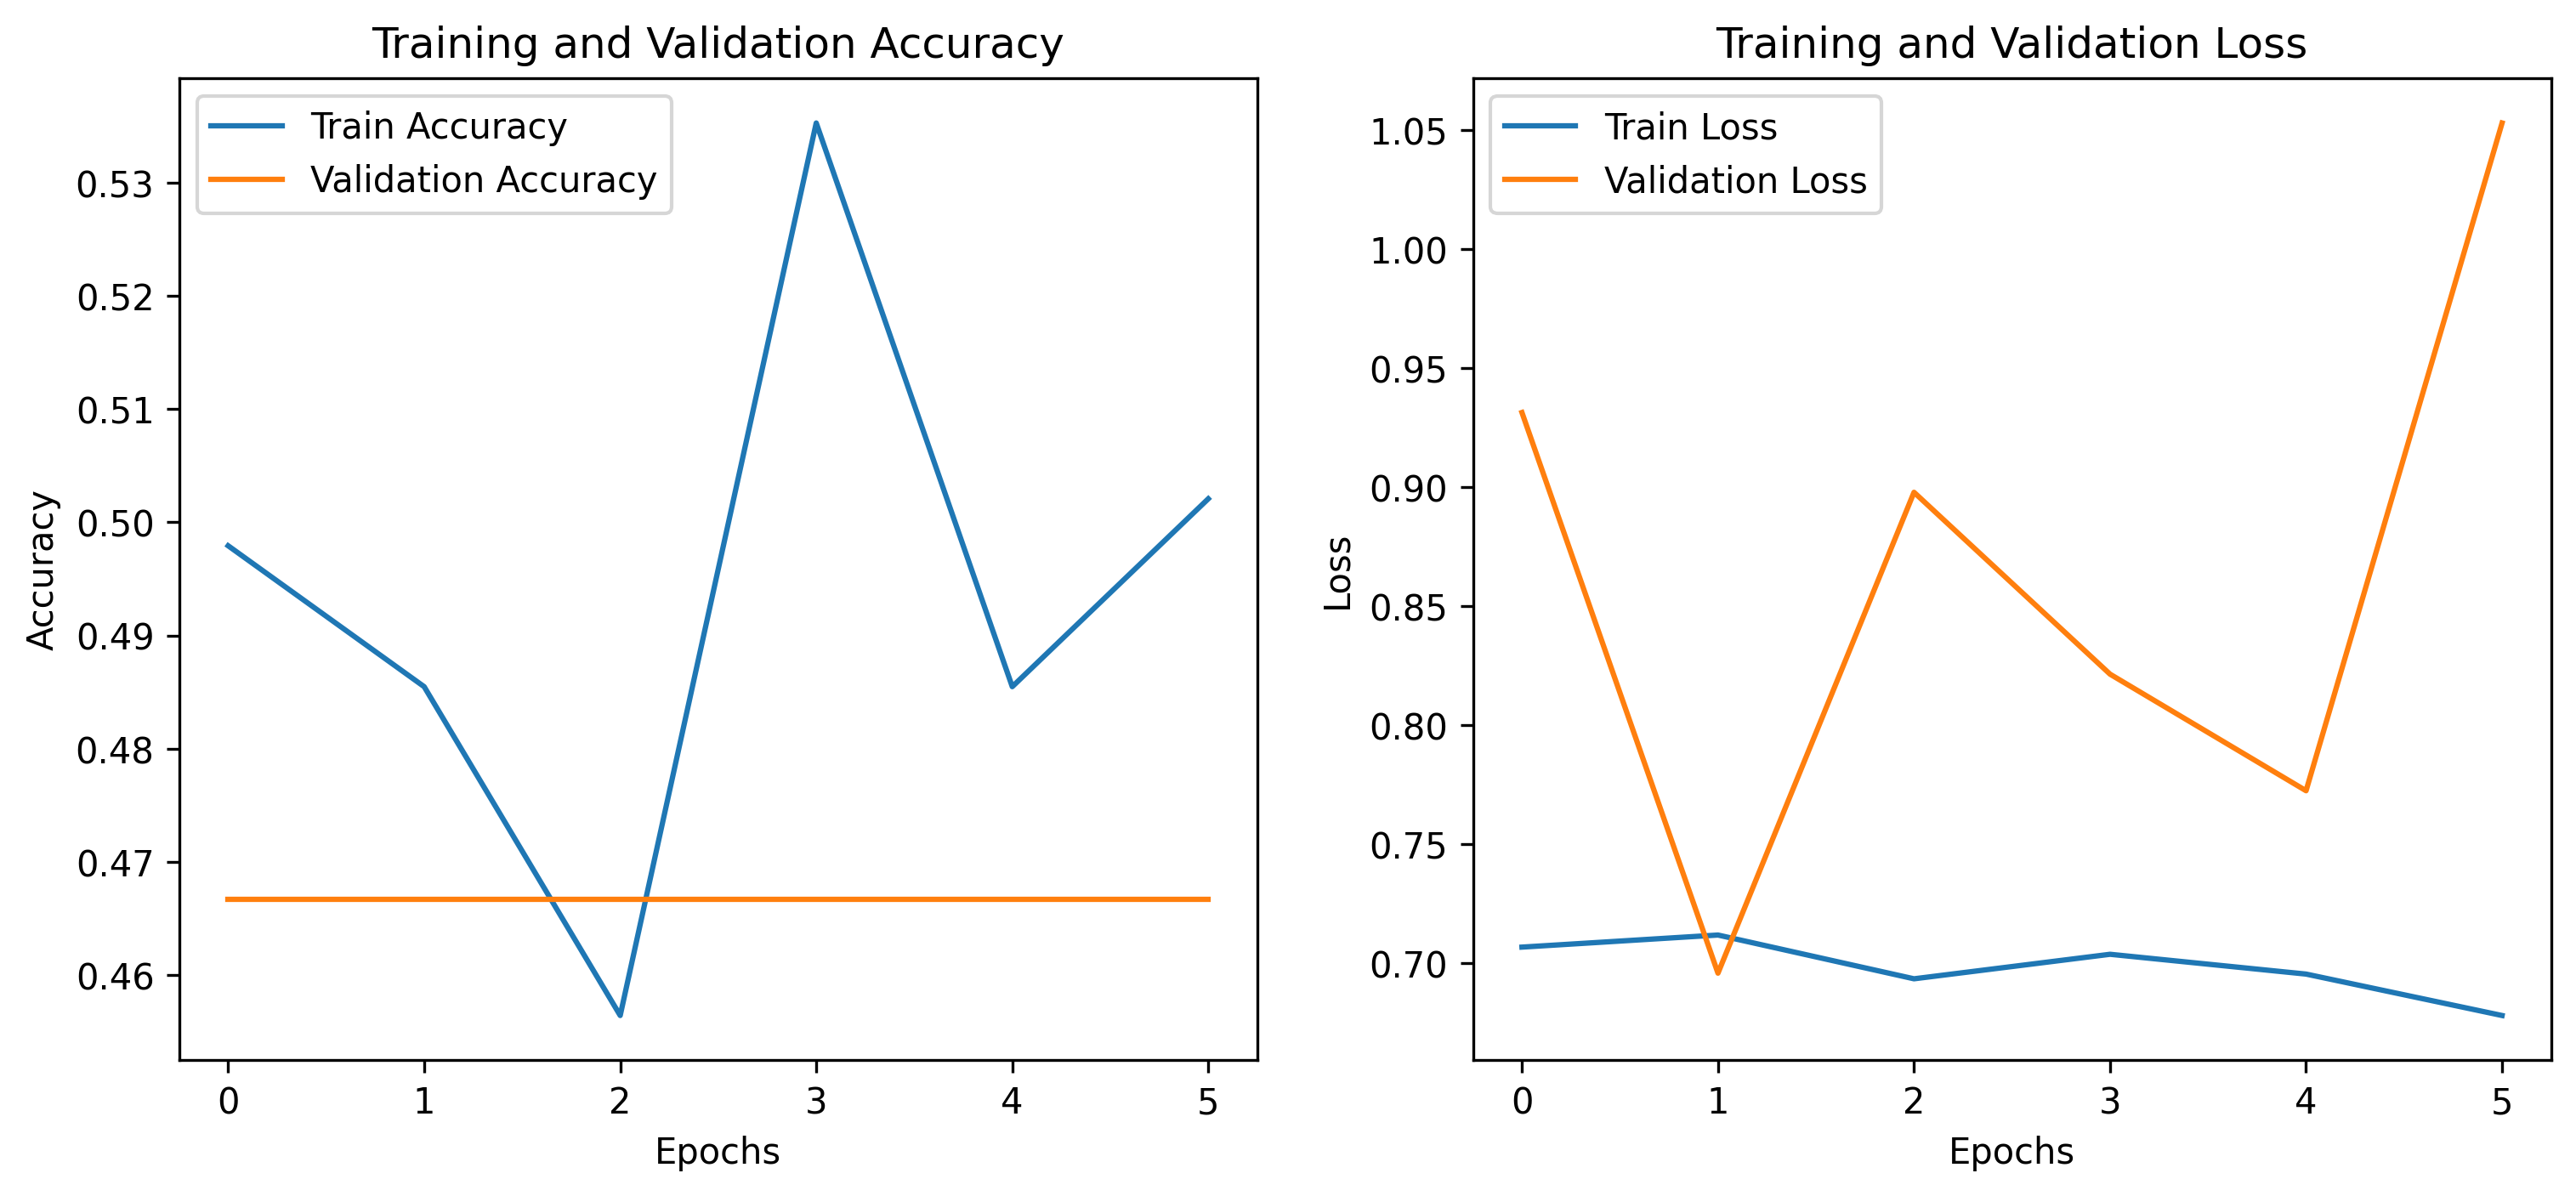 Training and Validation Accuracy
Train Accuracy
Validation Accuracy
0.53
0.52
0.51
0.50
0.49
0.48
0.47
0.46
Accuracy
0 1 2 3 4 5
Epochs
Training and Validation Loss
Train Loss
Validation Loss
1.05
1.00
0.95
0.90
0.85
0.80
0.75
0.70
Loss
0 1 2 3 4 5
Epochs